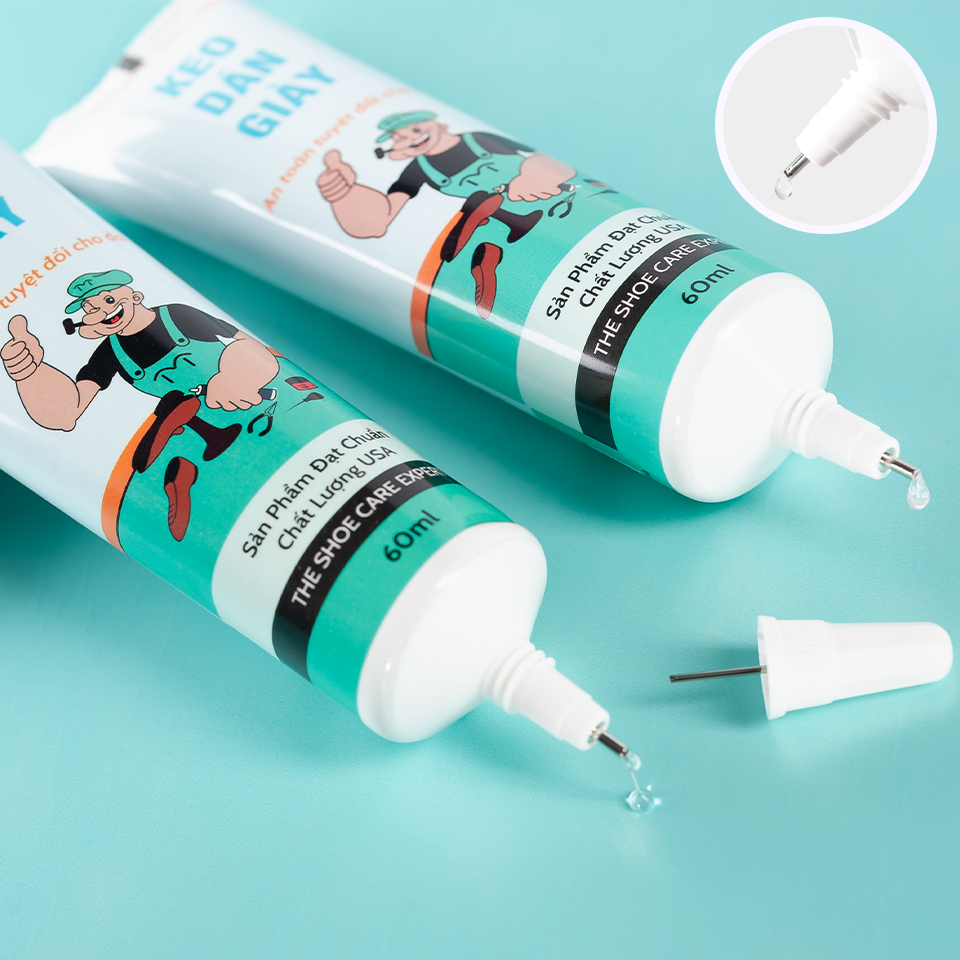 KEO
DÁN
GIÀY
An toàn tuyệt đối cho
Sản Phẩm Đạt Chuẩn
Chất Lượng USA
THE SHOE CARE EXPERT
60ml
tuyệt đối cho
Sản Phẩm Đạt Chuẩn
Chất Lượng USA
THE SHOE CARE EXPERT
60ml